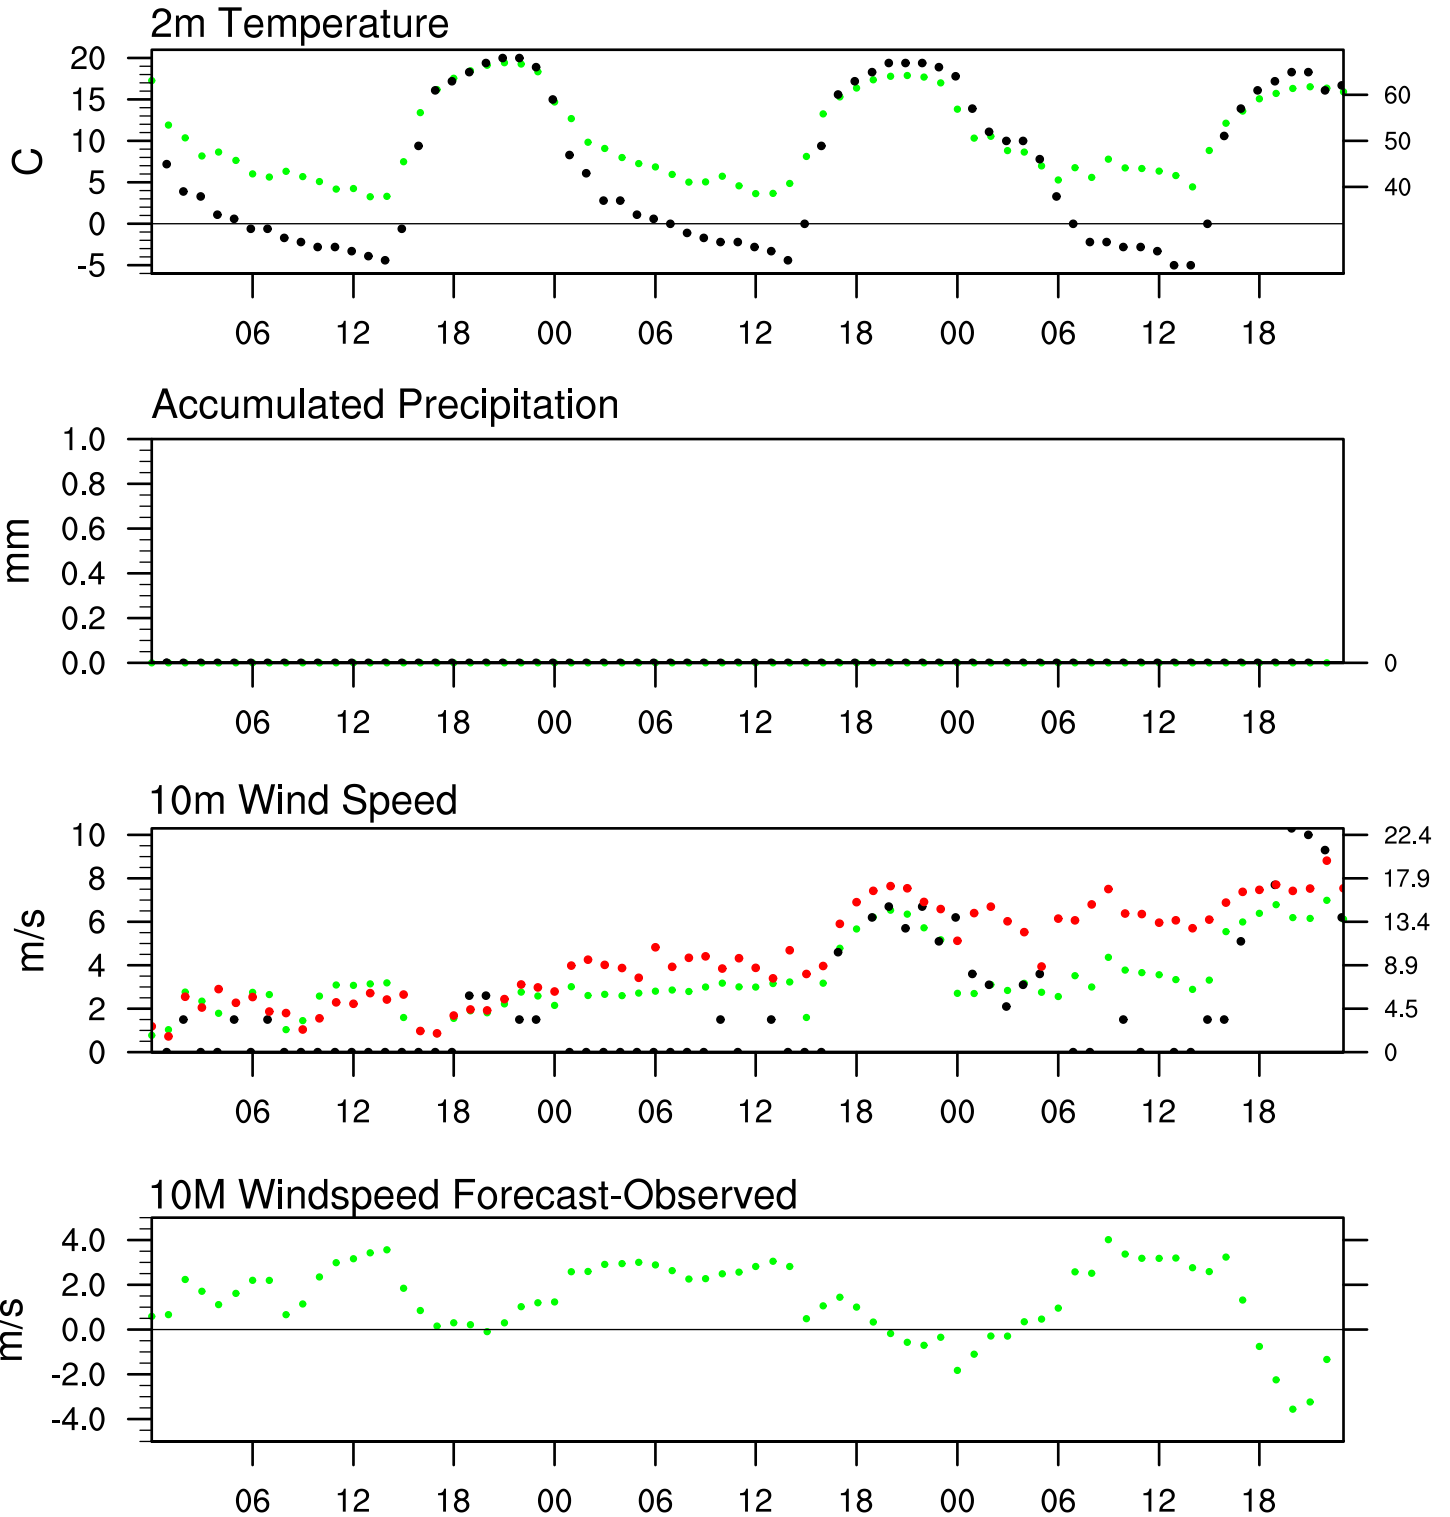 2m Temperature
20
15
10
5
0
-5
C
60
50
40
06 12 18 00 06 12 18 00 06 12 18
Accumulated Precipitation
1.0
0.8
0.6
0.4
0.2
0.0
mm
0
06 12 18 00 06 12 18 00 06 12 18
10m Wind Speed
10
8
6
4
2
0
m/s
22.4
17.9
13.4
8.9
4.5
0
06 12 18 00 06 12 18 00 06 12 18
10M Windspeed Forecast-Observed
4.0
2.0
0.0
-2.0
-4.0
m/s
06 12 18 00 06 12 18 00 06 12 18